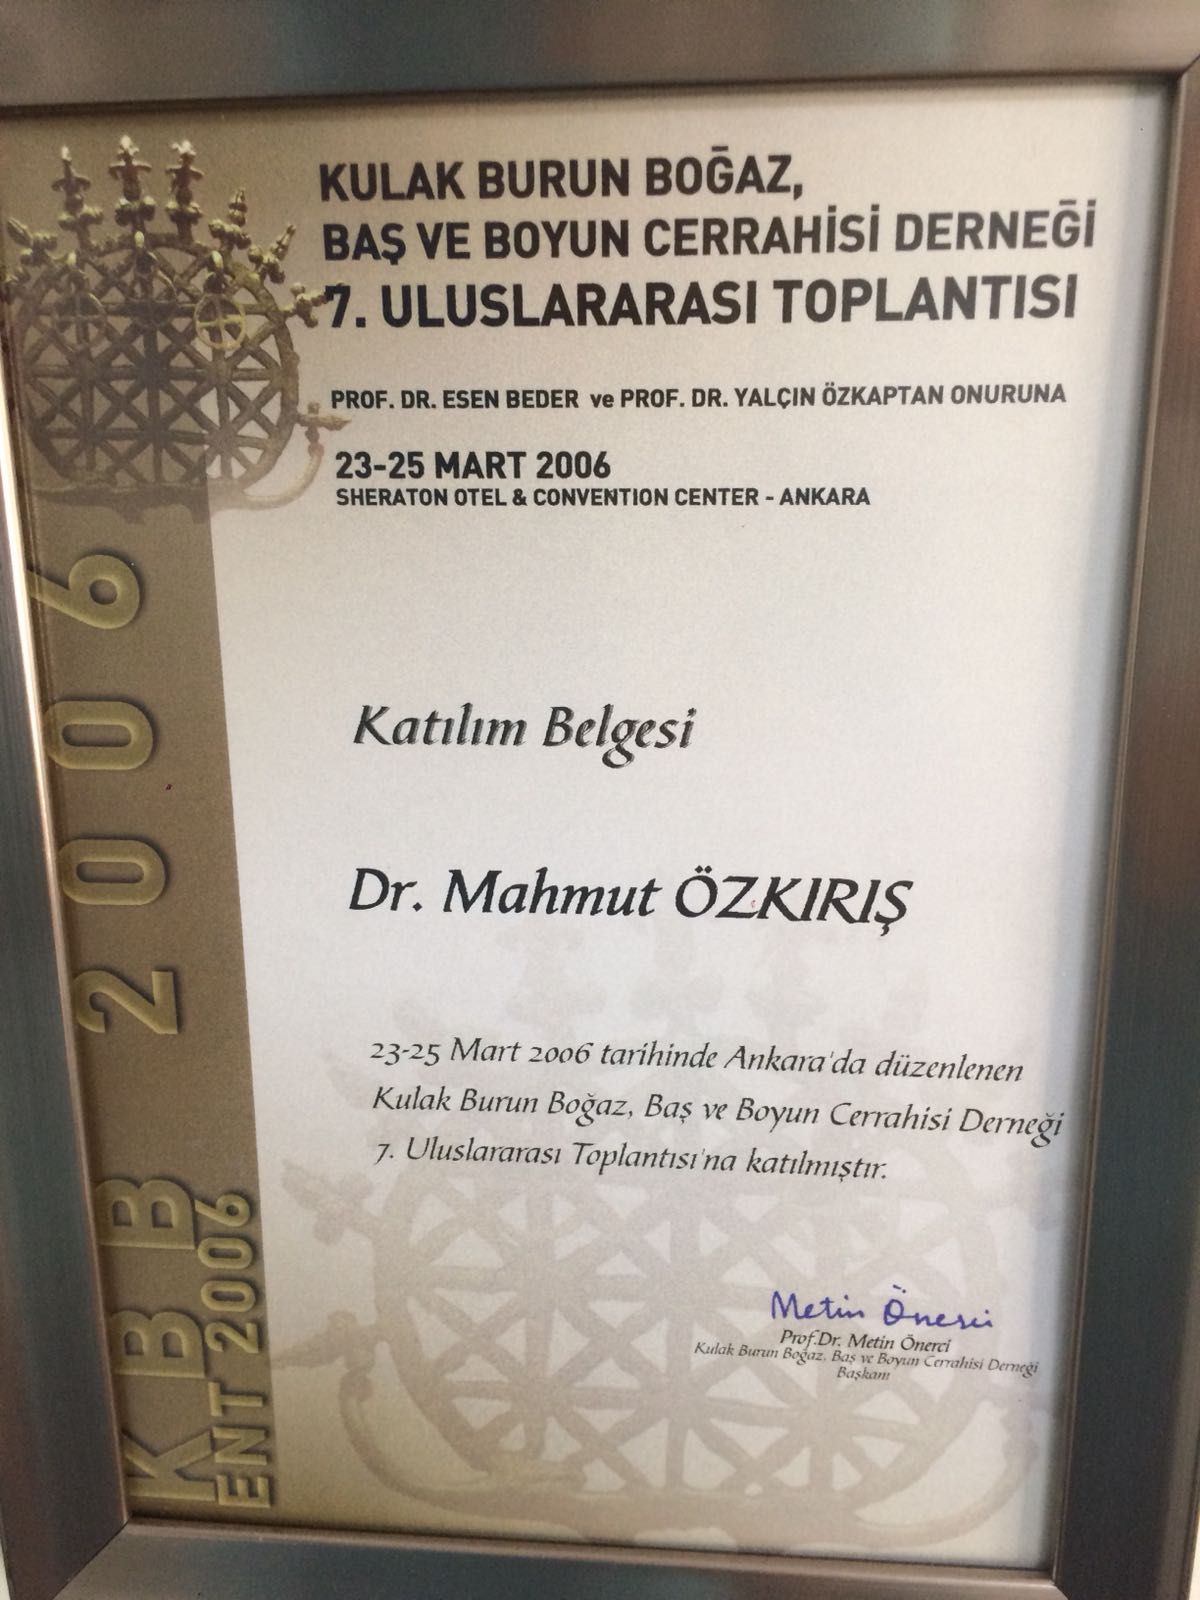 KULAK BURUN BOĞAZ,
BAŞ VE BOYUN CERRAHİSİ DERNEĞİ
7. ULUSLARARASI TOPLANTISI
PROF. DR. ESEN BEDER ve PROF. DR. YALÇIN ÖZKAPTAN ONURUNA
23-25 MART 2006
SHERATON OTEL & CONVENTION CENTER - ANKARA
KBB 2006
ENT 2006
Katılım Belgesi
Dr. Mahmut ÖZKIRIŞ
23-25 Mart 2006 tarihinde Ankara'da düzenlenen
Kulak Burun Boğaz, Baş ve Boyun Cerrahisi Derneği
7. Uluslararası Toplantısı'na katılmıştır.
Metin Önerci
Prof.Dr. Metin Önerci
Kulak Burun Boğaz, Baş ve Boyun Cerrahisi Derneği
Başkanı